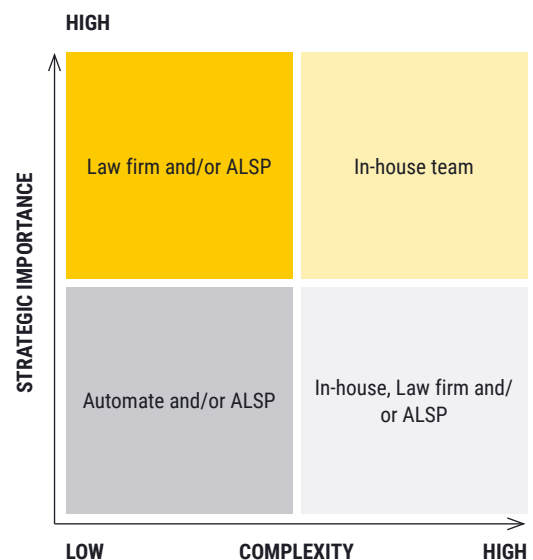 HIGH
STRATEGIC IMPORTANCE
Law firm and/or ALSP
In-house team
Automate and/or ALSP
In-house, Law firm and/
or ALSP
LOW
COMPLEXITY
HIGH